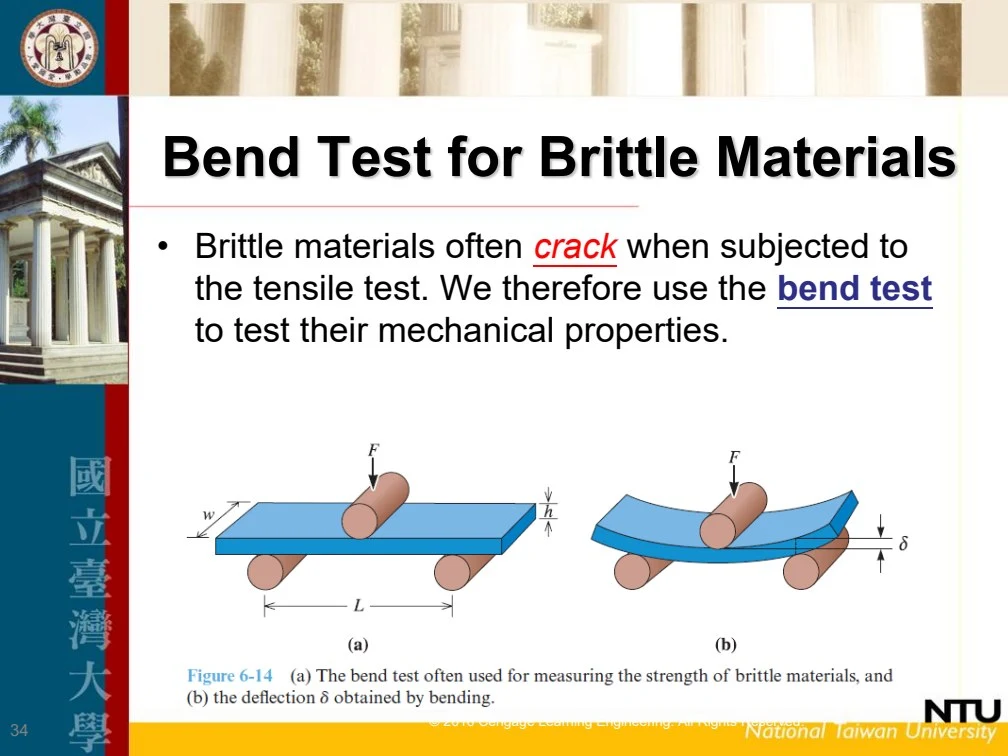 Bend Test for Brittle Materials
• Brittle materials often crack when subjected to
the tensile test. We therefore use the bend test
to test their mechanical properties.
F
w
h
L
(a)
F
δ
(b)
Figure 6-14 (a) The bend test often used for measuring the strength of brittle materials, and
(b) the deflection δ obtained by bending.
國立臺灣大學
34
NTU
National Taiwan University